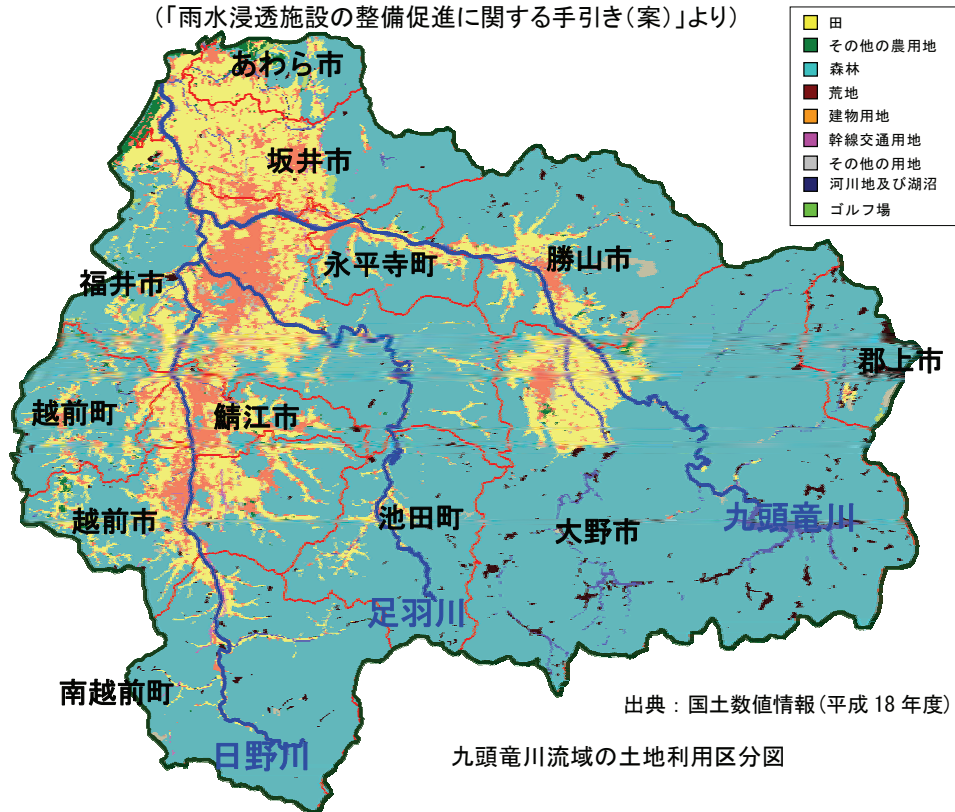 (「雨水浸透施設の整備促進に関する手引き(案)」より)
田
その他の農用地
森林
荒地
建物用地
幹線交通用地
その他の用地
河川地及び湖沼
ゴルフ場
あわら市
坂井市
永平寺町
勝山市
福井市
郡上市
越前町
鯖江市
越前市
池田町
大野市
九頭竜川
足羽川
南越前町
日野川
出典：国土数値情報(平成18年度)
九頭竜川流域の土地利用区分図